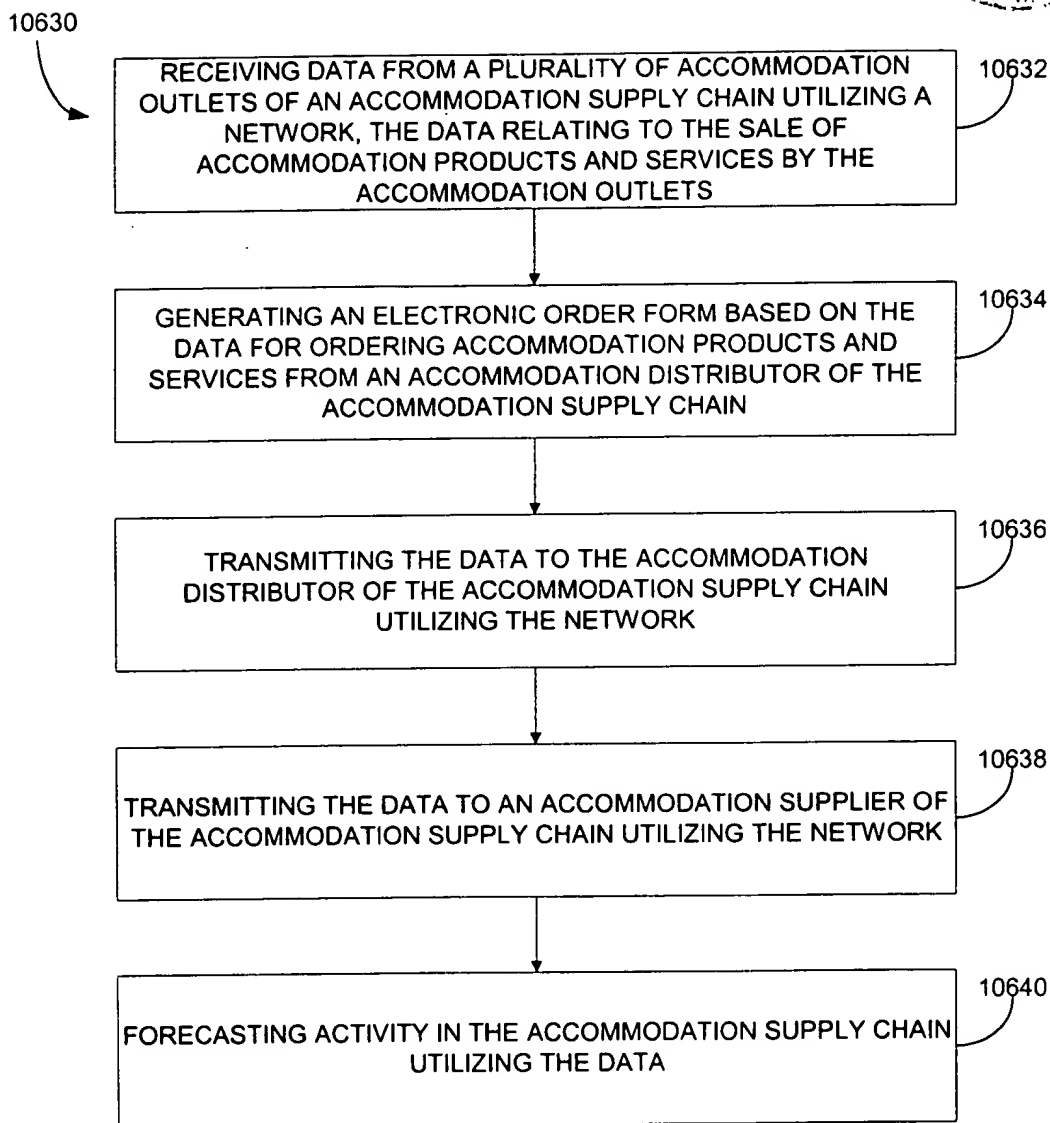 10630
RECEIVING DATA FROM A PLURALITY OF ACCOMMODATION
OUTLETS OF AN ACCOMMODATION SUPPLY CHAIN UTILIZING A
NETWORK, THE DATA RELATING TO THE SALE OF
ACCOMMODATION PRODUCTS AND SERVICES BY THE
ACCOMMODATION OUTLETS
10632
GENERATING AN ELECTRONIC ORDER FORM BASED ON THE
DATA FOR ORDERING ACCOMMODATION PRODUCTS AND
SERVICES FROM AN ACCOMMODATION DISTRIBUTOR OF THE
ACCOMMODATION SUPPLY CHAIN
10634
TRANSMITTING THE DATA TO THE ACCOMMODATION
DISTRIBUTOR OF THE ACCOMMODATION SUPPLY CHAIN
UTILIZING THE NETWORK
10636
TRANSMITTING THE DATA TO AN ACCOMMODATION SUPPLIER OF
THE ACCOMMODATION SUPPLY CHAIN UTILIZING THE NETWORK
10638
FORECASTING ACTIVITY IN THE ACCOMMODATION SUPPLY CHAIN
UTILIZING THE DATA
10640